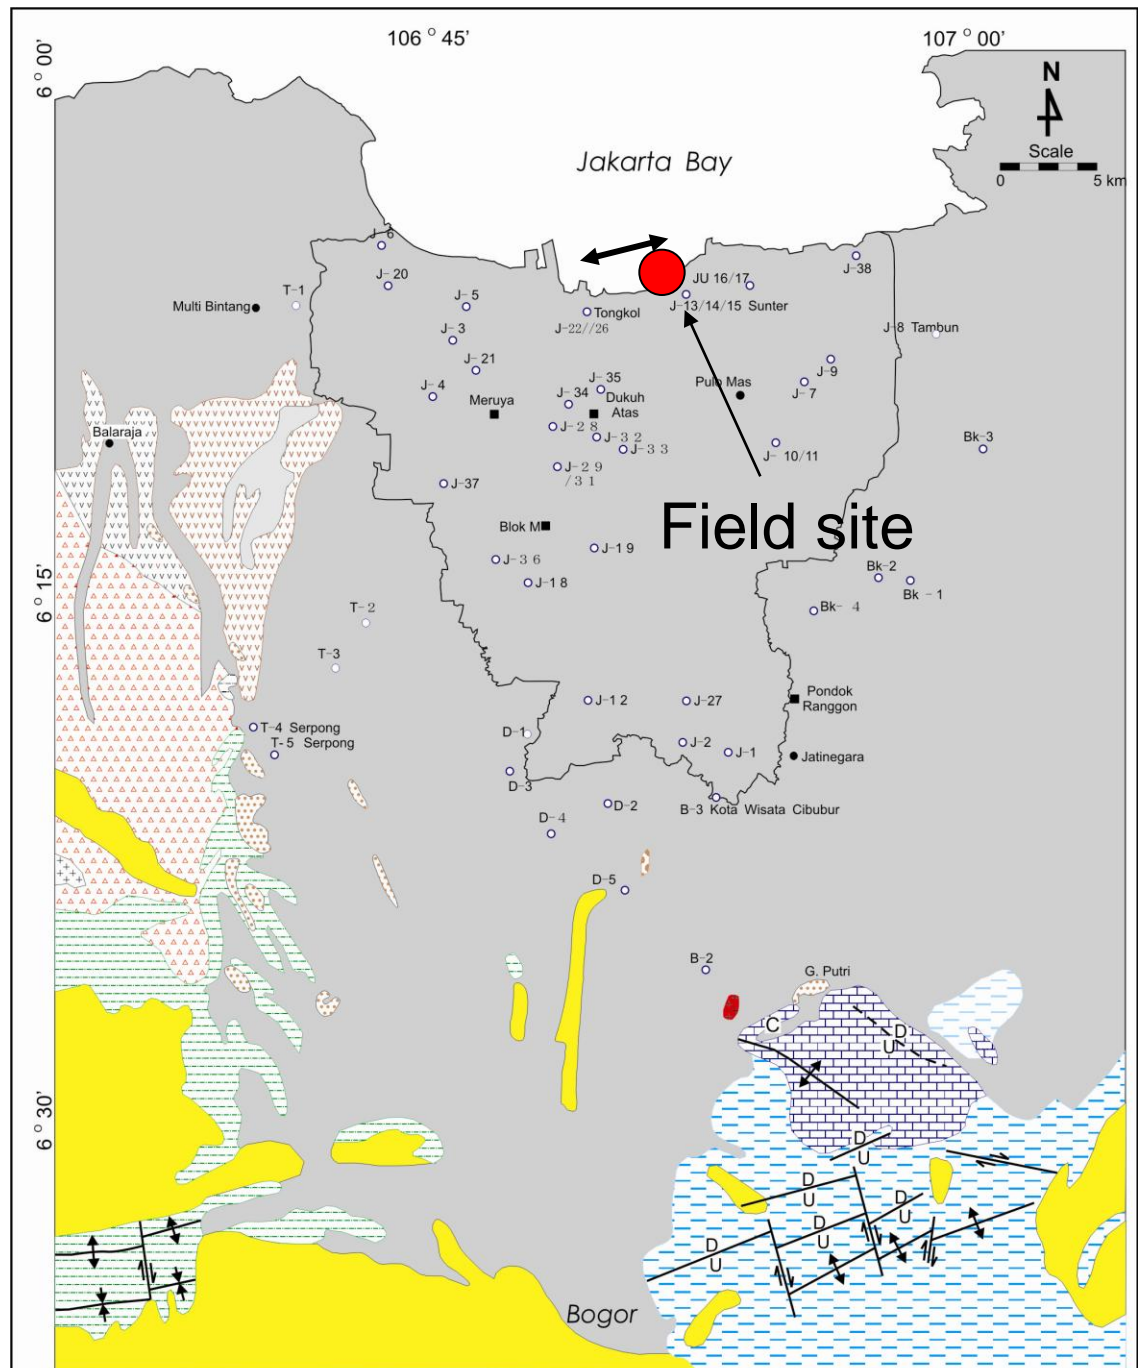 106 ° 45'
107 ° 00'
6 ° 00'
N
Jakarta Bay
Scale
0 5 km
J-6
J-20
JU 16/17
J-38
Multi Bintang
T-1
J-5
J-13/14/15 Sunter
Tongkol
J-22//26
J-3
J-8 Tambun
J-21
J-9
J-4
J-35
J-34
Pulo Mas
J-7
Meruya
Dukuh
Atas
Balaraja
J-28
J-32
J-33
J- 10/11
Bk-3
J-29
/31
J-37
Field site
Blok M
J-19
J-36
J-18
6 ° 15'
Bk-2
Bk -1
Bk- 4
T-2
T-3
J-12
J-27
Pondok
Ranggon
T-4 Serpong
T-5 Serpong
D-1
J-2
J-1
Jatinegara
D-3
D-2
B-3 Kota Wisata Cibubur
D-4
D-5
B-2
G. Putri
C
D
U
6 ° 30'
D
U
D
U
D
U
D
U
D
U
Bogor